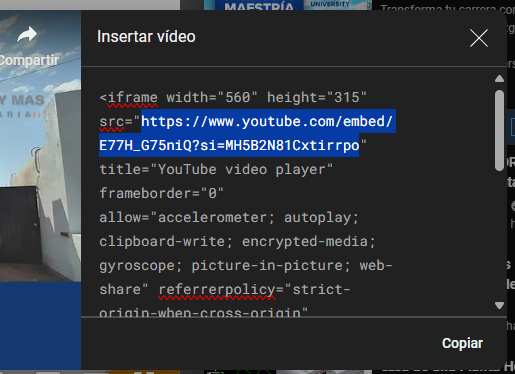 MAESTRÍA
UNIVERSITY
Transforma tu carrera con
Compartir
Y MAS
ARIAN
Insertar vídeo
<iframe width="560" height="315"
src="https://www.youtube.com/embed/
E77H_G75niQ?si=MH5B2N81Cxtirrpo"
title="YouTube video player"
frameborder="0"
allow="accelerometer; autoplay;
clipboard-write; encrypted-media;
gyroscope; picture-in-picture; web-
share" referrerpolicy="strict-
origin-when-cross-origin"
Copiar